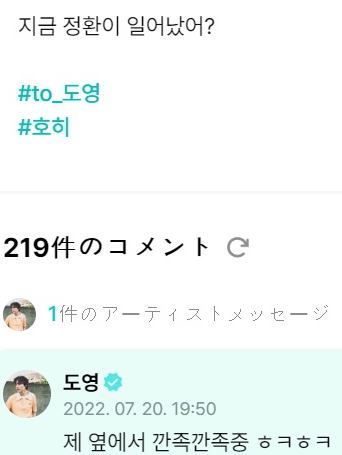 지금 정환이 일어났어?
#to_도영
#호히
219件のコメント
1件のアーティストメッセージ
도영
2022. 07. 20. 19:50
제 옆에서 깐족깐족중 ㅎㅋㅎㅋ